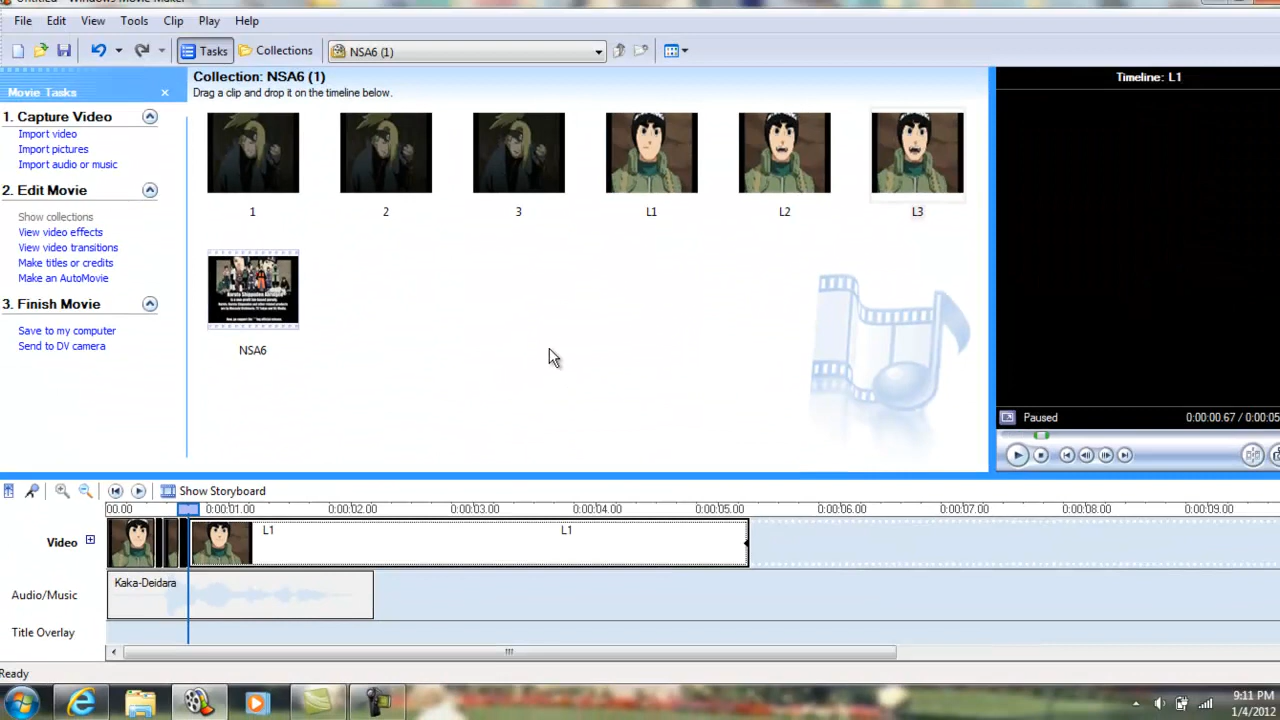 Untitled - Windows Movie Maker
File Edit View Tools Clip Play Help
Tasks Collections NSA6 (1)
Movie Tasks
1. Capture Video
Import video
Import pictures
Import audio or music
2. Edit Movie
Show collections
View video effects
View video transitions
Make titles or credits
Make an AutoMovie
3. Finish Movie
Save to my computer
Send to DV camera
Collection: NSA6 (1)
Drag a clip and drop it on the timeline below.
1 2 3 L1 L2 L3
NSA6
Timeline: L1
Paused 0:00:00.67 / 0:00:05
Show Storyboard
00.00 0:00:01.00 0:00:02.00 0:00:03.00 0:00:04.00 0:00:05.00 0:00:06.00 0:00:07.00 0:00:08.00 0:00:09.00
Video L1 L1
Audio/Music Kaka-Deidara
Title Overlay
Ready
9:11 PM
1/4/2012